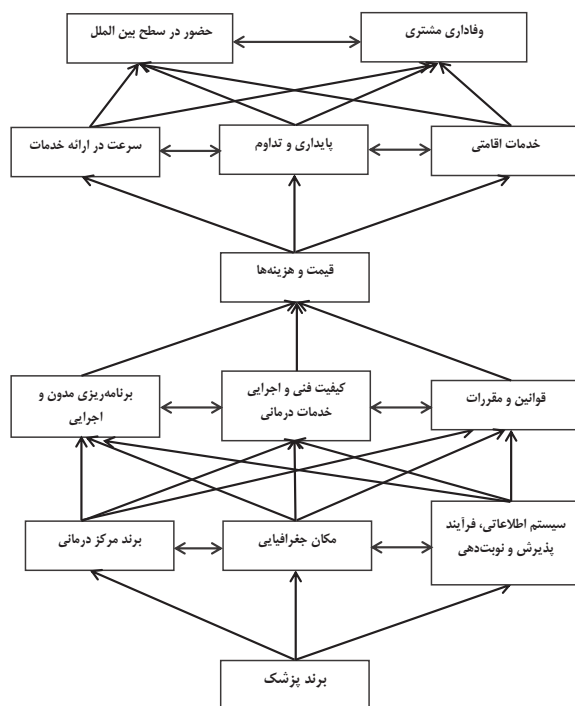 وفاداری مشتری
حضور در سطح بین الملل
خدمات اقامتی
پایداری و تداوم
سرعت در ارائه خدمات
قیمت و هزینه‌ها
قوانین و مقررات
کیفیت فنی و اجرایی
خدمات درمانی
برنامه‌ریزی مدون و
اجرایی
سیستم اطلاعاتی، فرآیند
پذیرش و نوبت‌دهی
مکان جغرافیایی
برند مرکز درمانی
برند پزشک